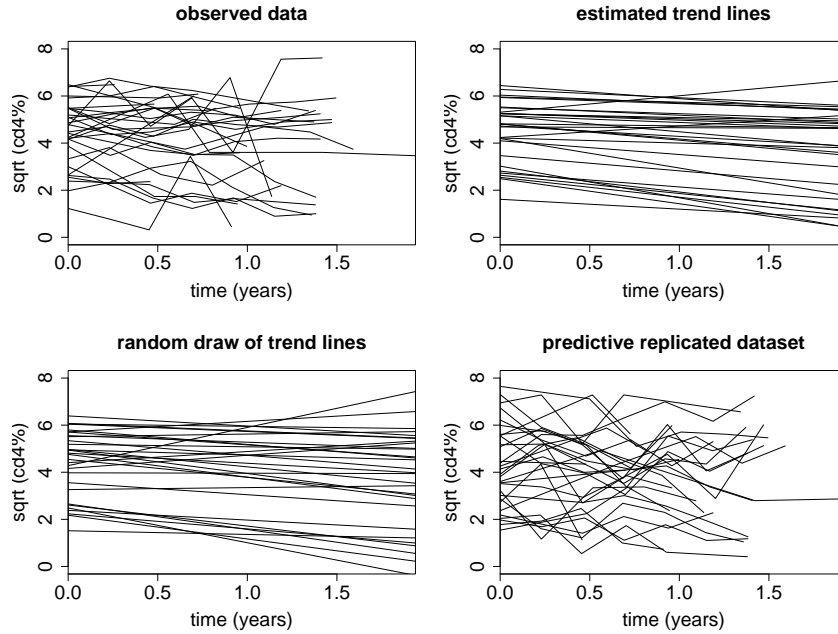 observed data
sqrt (cd4%)
8
6
4
2
0
0.0 0.5 1.0 1.5
time (years)
estimated trend lines
sqrt (cd4%)
8
6
4
2
0
0.0 0.5 1.0 1.5
time (years)
random draw of trend lines
sqrt (cd4%)
8
6
4
2
0
0.0 0.5 1.0 1.5
time (years)
predictive replicated dataset
sqrt (cd4%)
8
6
4
2
0
0.0 0.5 1.0 1.5
time (years)